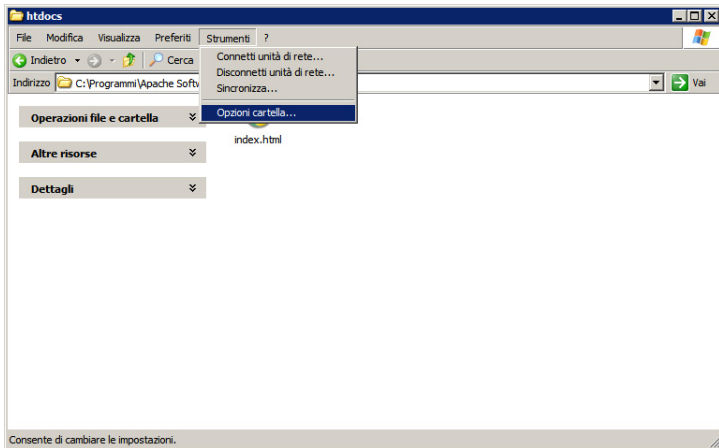 htdocs
File Modifica Visualizza Preferiti Strumenti ?
Indietro Cerca
Connetti unità di rete...
Disconnetti unità di rete...
Sincronizza...
Opzioni cartella...
Indirizzo C:\Programmi\Apache Softw Vai
Operazioni file e cartella
index.html
Altre risorse
Dettagli
Consente di cambiare le impostazioni.